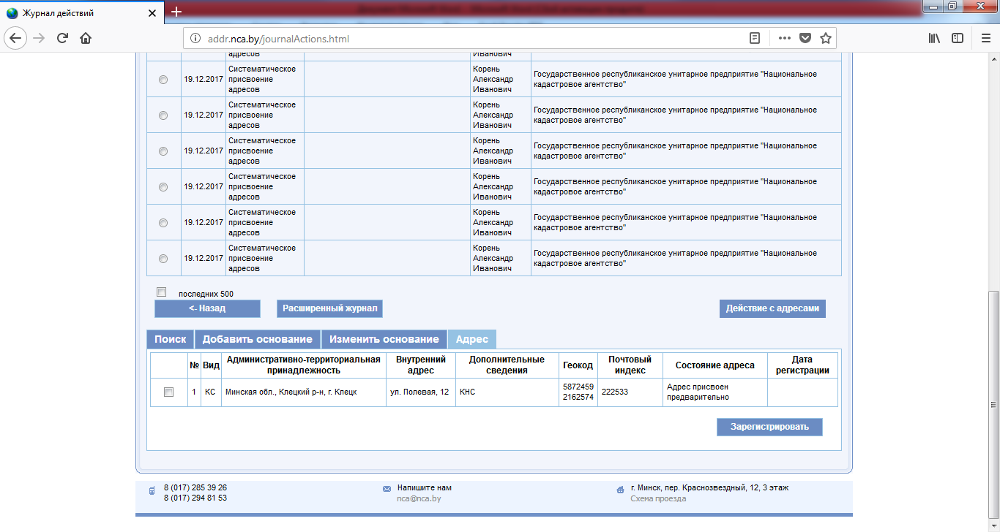 Журнал действий
addr.nca.by/journalActions.html
адресов
Иванович
19.12.2017
Систематическое
присвоение
адресов
Корень
Александр
Иванович
Государственное республиканское унитарное предприятие "Национальное
кадастровое агентство"
19.12.2017
Систематическое
присвоение
адресов
Корень
Александр
Иванович
Государственное республиканское унитарное предприятие "Национальное
кадастровое агентство"
19.12.2017
Систематическое
присвоение
адресов
Корень
Александр
Иванович
Государственное республиканское унитарное предприятие "Национальное
кадастровое агентство"
19.12.2017
Систематическое
присвоение
адресов
Корень
Александр
Иванович
Государственное республиканское унитарное предприятие "Национальное
кадастровое агентство"
19.12.2017
Систематическое
присвоение
адресов
Корень
Александр
Иванович
Государственное республиканское унитарное предприятие "Национальное
кадастровое агентство"
19.12.2017
Систематическое
присвоение
адресов
Корень
Александр
Иванович
Государственное республиканское унитарное предприятие "Национальное
кадастровое агентство"
последних 500
<- Назад
Расширенный журнал
Действие с адресами
Поиск
Добавить основание
Изменить основание
Адрес
№
Вид
Административно-территориальная
принадлежность
Внутренний
адрес
Дополнительные
сведения
Геокод
Почтовый
индекс
Состояние адреса
Дата
регистрации
1
КС
Минская обл., Клецкий р-н, г. Клецк
ул. Полевая, 12
КНС
5872459
2162574
222533
Адрес присвоен
предварительно
Зарегистрировать
8 (017) 285 39 26
8 (017) 294 81 53
Напишите нам
nca@nca.by
г. Минск, пер. Краснозвездный, 12, 3 этаж
Схема проезда